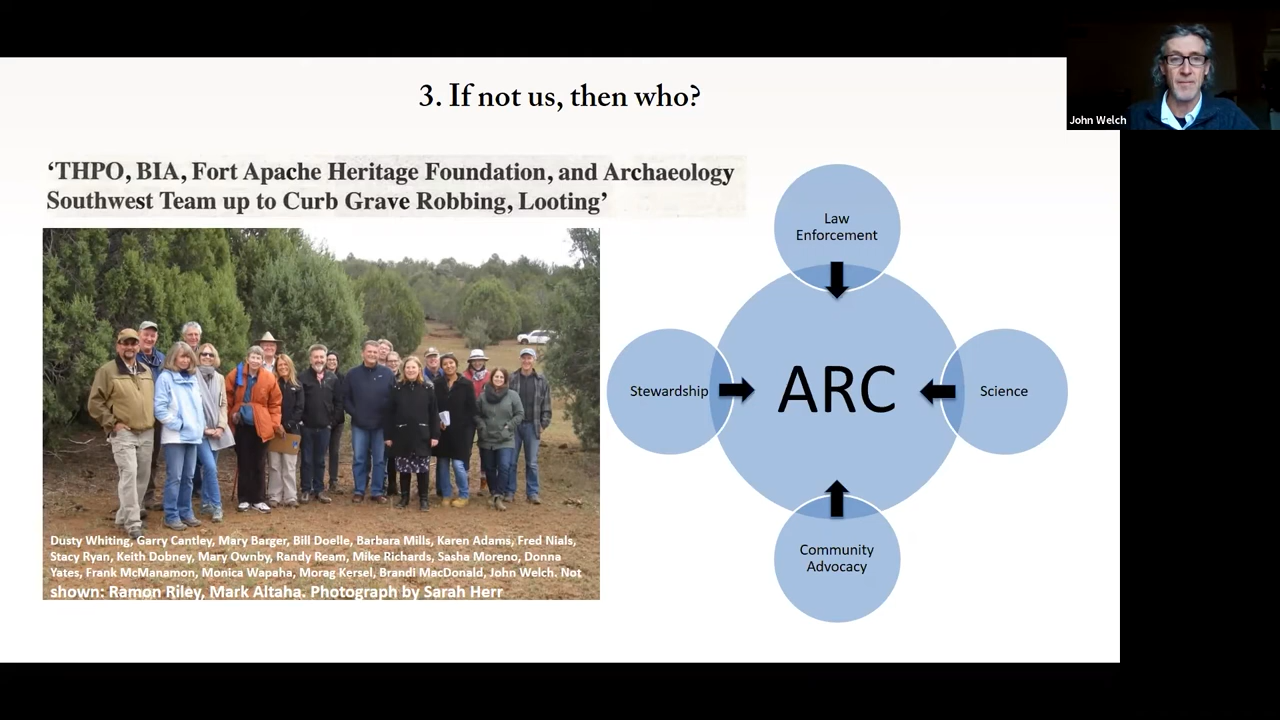 3. If not us, then who?
John Welch
‘THPO, BIA, Fort Apache Heritage Foundation, and Archaeology
Southwest Team up to Curb Grave Robbing, Looting’
Law
Enforcement
Stewardship
ARC
Science
Community
Advocacy
Dusty Whiting, Garry Cantley, Mary Barger, Bill Doelle, Barbara Mills, Karen Adams, Fred Nials,
Stacy Ryan, Keith Dobney, Mary Ownby, Randy Ream, Mike Richards, Sasha Moreno, Donna
Yates, Frank McManamon, Monica Wapaha, Morag Kersel, Brandi MacDonald, John Welch. Not
shown: Ramon Riley, Mark Altaha. Photograph by Sarah Herr